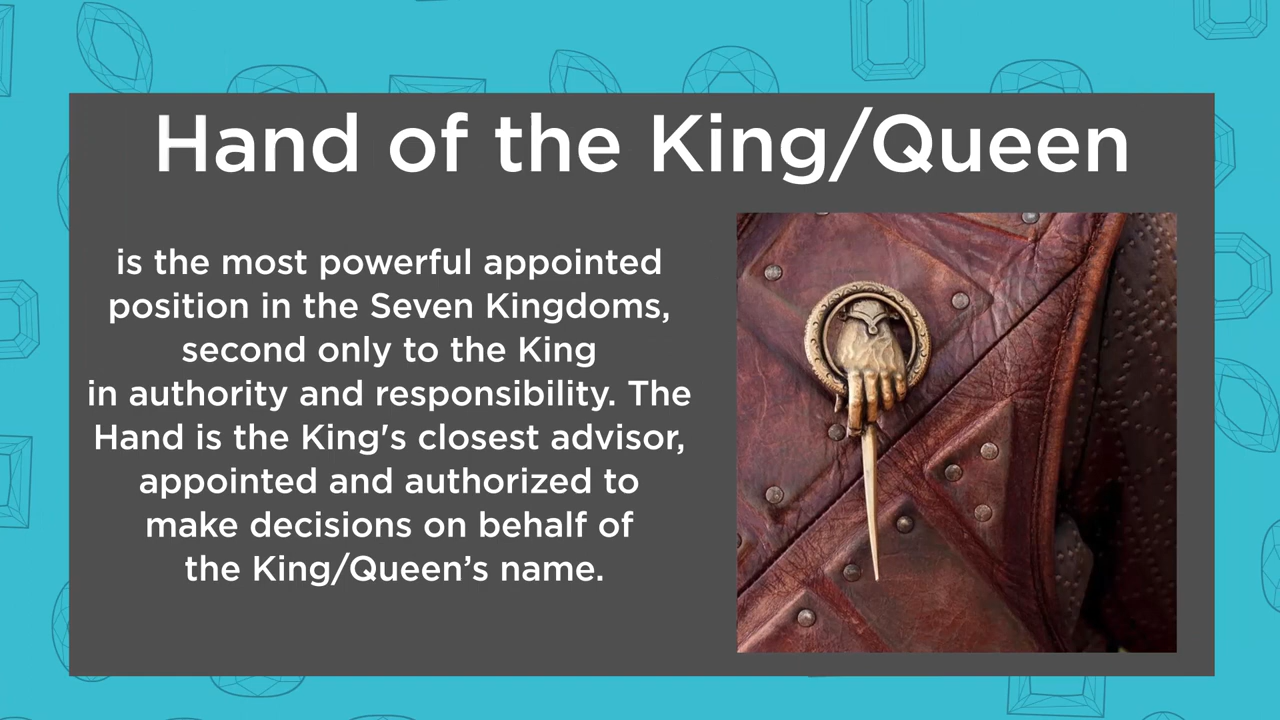 Hand of the King/Queen
is the most powerful appointed
position in the Seven Kingdoms,
second only to the King
in authority and responsibility. The
Hand is the King's closest advisor,
appointed and authorized to
make decisions on behalf of
the King/Queen’s name.